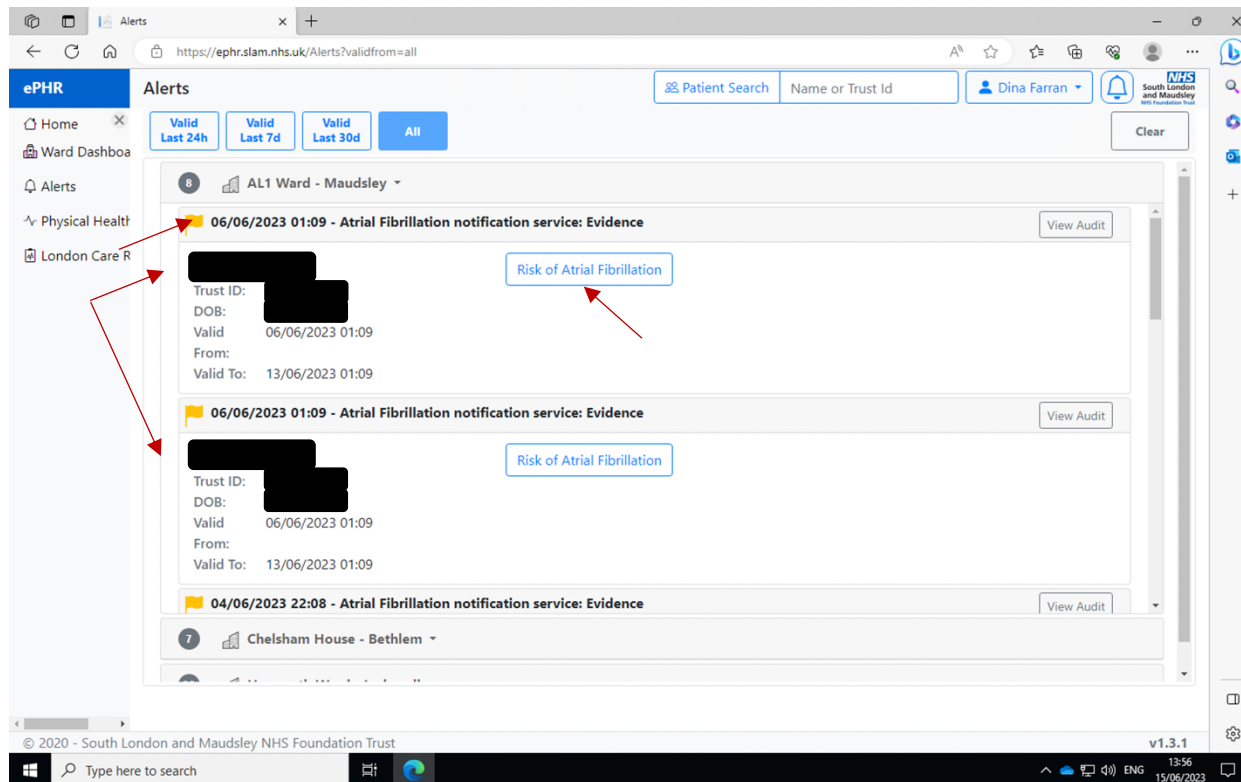 Alerts
https://ephr.slam.nhs.uk/Alerts?validfrom=all
ePHR
Alerts
Patient Search
Name or Trust Id
Dina Farran
NHS
South London
and Maudsley
NHS Foundation Trust
Home
Ward Dashboa
Alerts
Physical Healtl
London Care R
Valid
Last 24h
Valid
Last 7d
Valid
Last 30d
All
Clear
8
AL1 Ward - Maudsley
06/06/2023 01:09 - Atrial Fibrillation notification service: Evidence
View Audit
Risk of Atrial Fibrillation
Trust ID:
DOB:
Valid 06/06/2023 01:09
From:
Valid To: 13/06/2023 01:09
06/06/2023 01:09 - Atrial Fibrillation notification service: Evidence
View Audit
Risk of Atrial Fibrillation
Trust ID:
DOB:
Valid 06/06/2023 01:09
From:
Valid To: 13/06/2023 01:09
04/06/2023 22:08 - Atrial Fibrillation notification service: Evidence
View Audit
7
Chelsham House - Bethlem
© 2020 - South London and Maudsley NHS Foundation Trust
v1.3.1
Type here to search
ENG
13:56
15/06/2023